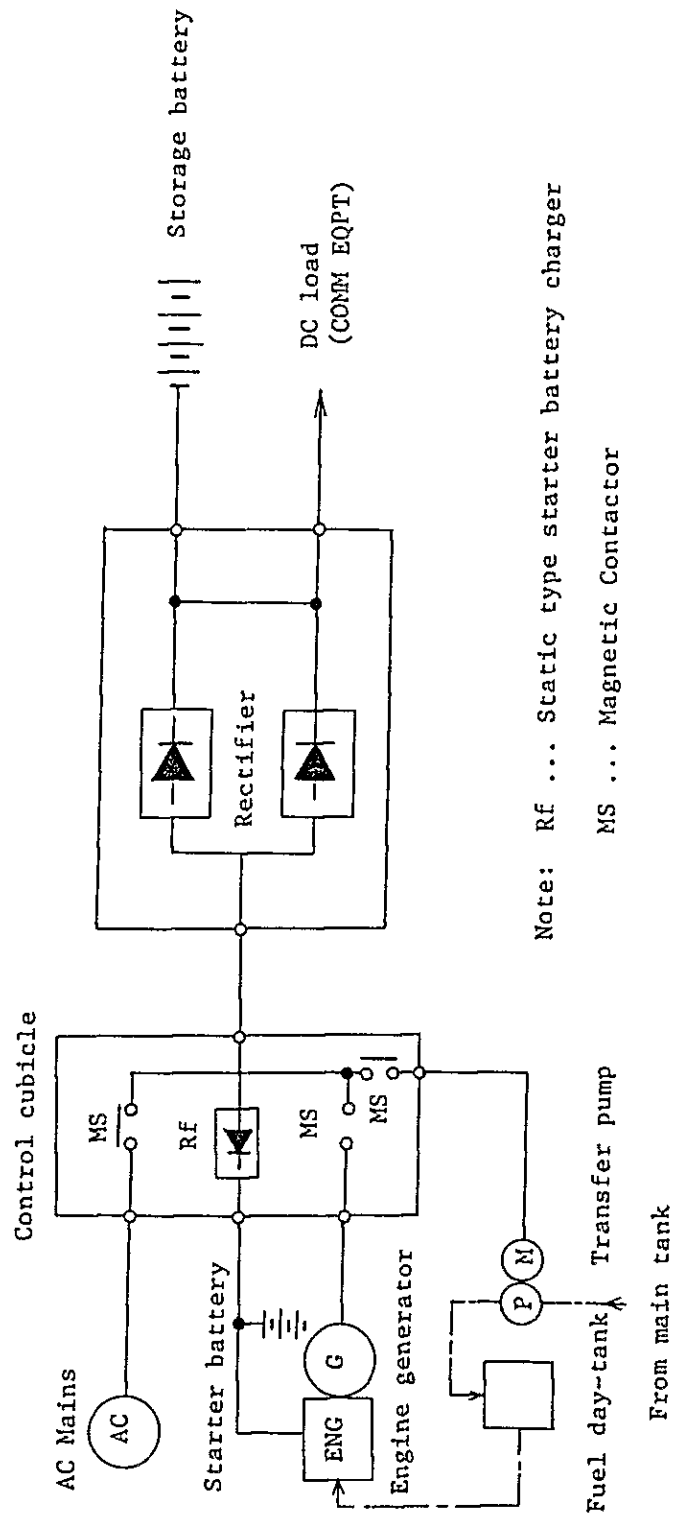 Control cubicle
AC Mains
AC
MS
Rf
MS
MS
Rectifier
Storage battery
DC load
(COMM EQPT)
Starter battery
ENG
G
Engine generator
P
M
Fuel day-tank
Transfer pump
From main tank
Note: Rf ... Static type starter battery charger
MS ... Magnetic Contactor